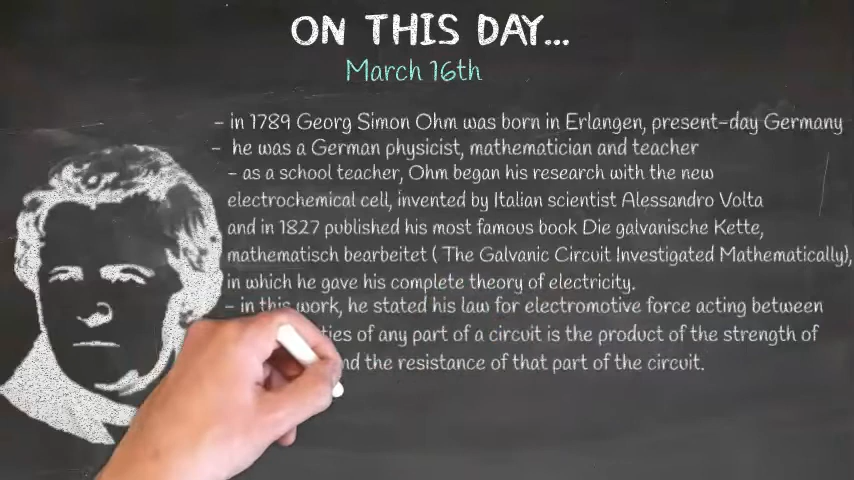 ON THIS DAY...
March 16th
- in 1789 Georg Simon Ohm was born in Erlangen, present-day Germany
- he was a German physicist, mathematician and teacher
- as a school teacher, Ohm began his research with the new
electrochemical cell, invented by Italian scientist Alessandro Volta
and in 1827 published his most famous book Die galvanische Kette,
mathematisch bearbeitet ( The Galvanic Circuit Investigated Mathematically),
in which he gave his complete theory of electricity.
- in this work, he stated his law for electromotive force acting between
of any part of a circuit is the product of the strength of
the resistance of that part of the circuit.